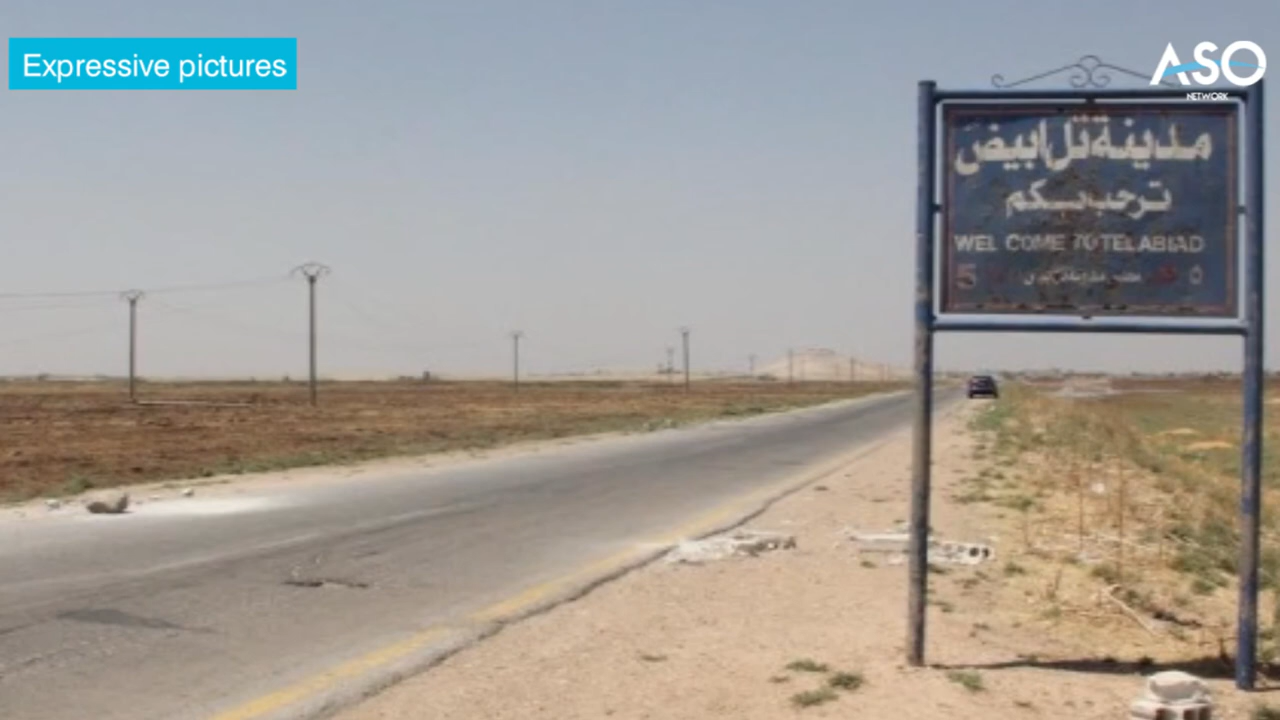 Expressive pictures
ASO
NETWORK
مدينة تل ابيض
ترحب بكم
WEL COME TO TELABIAD